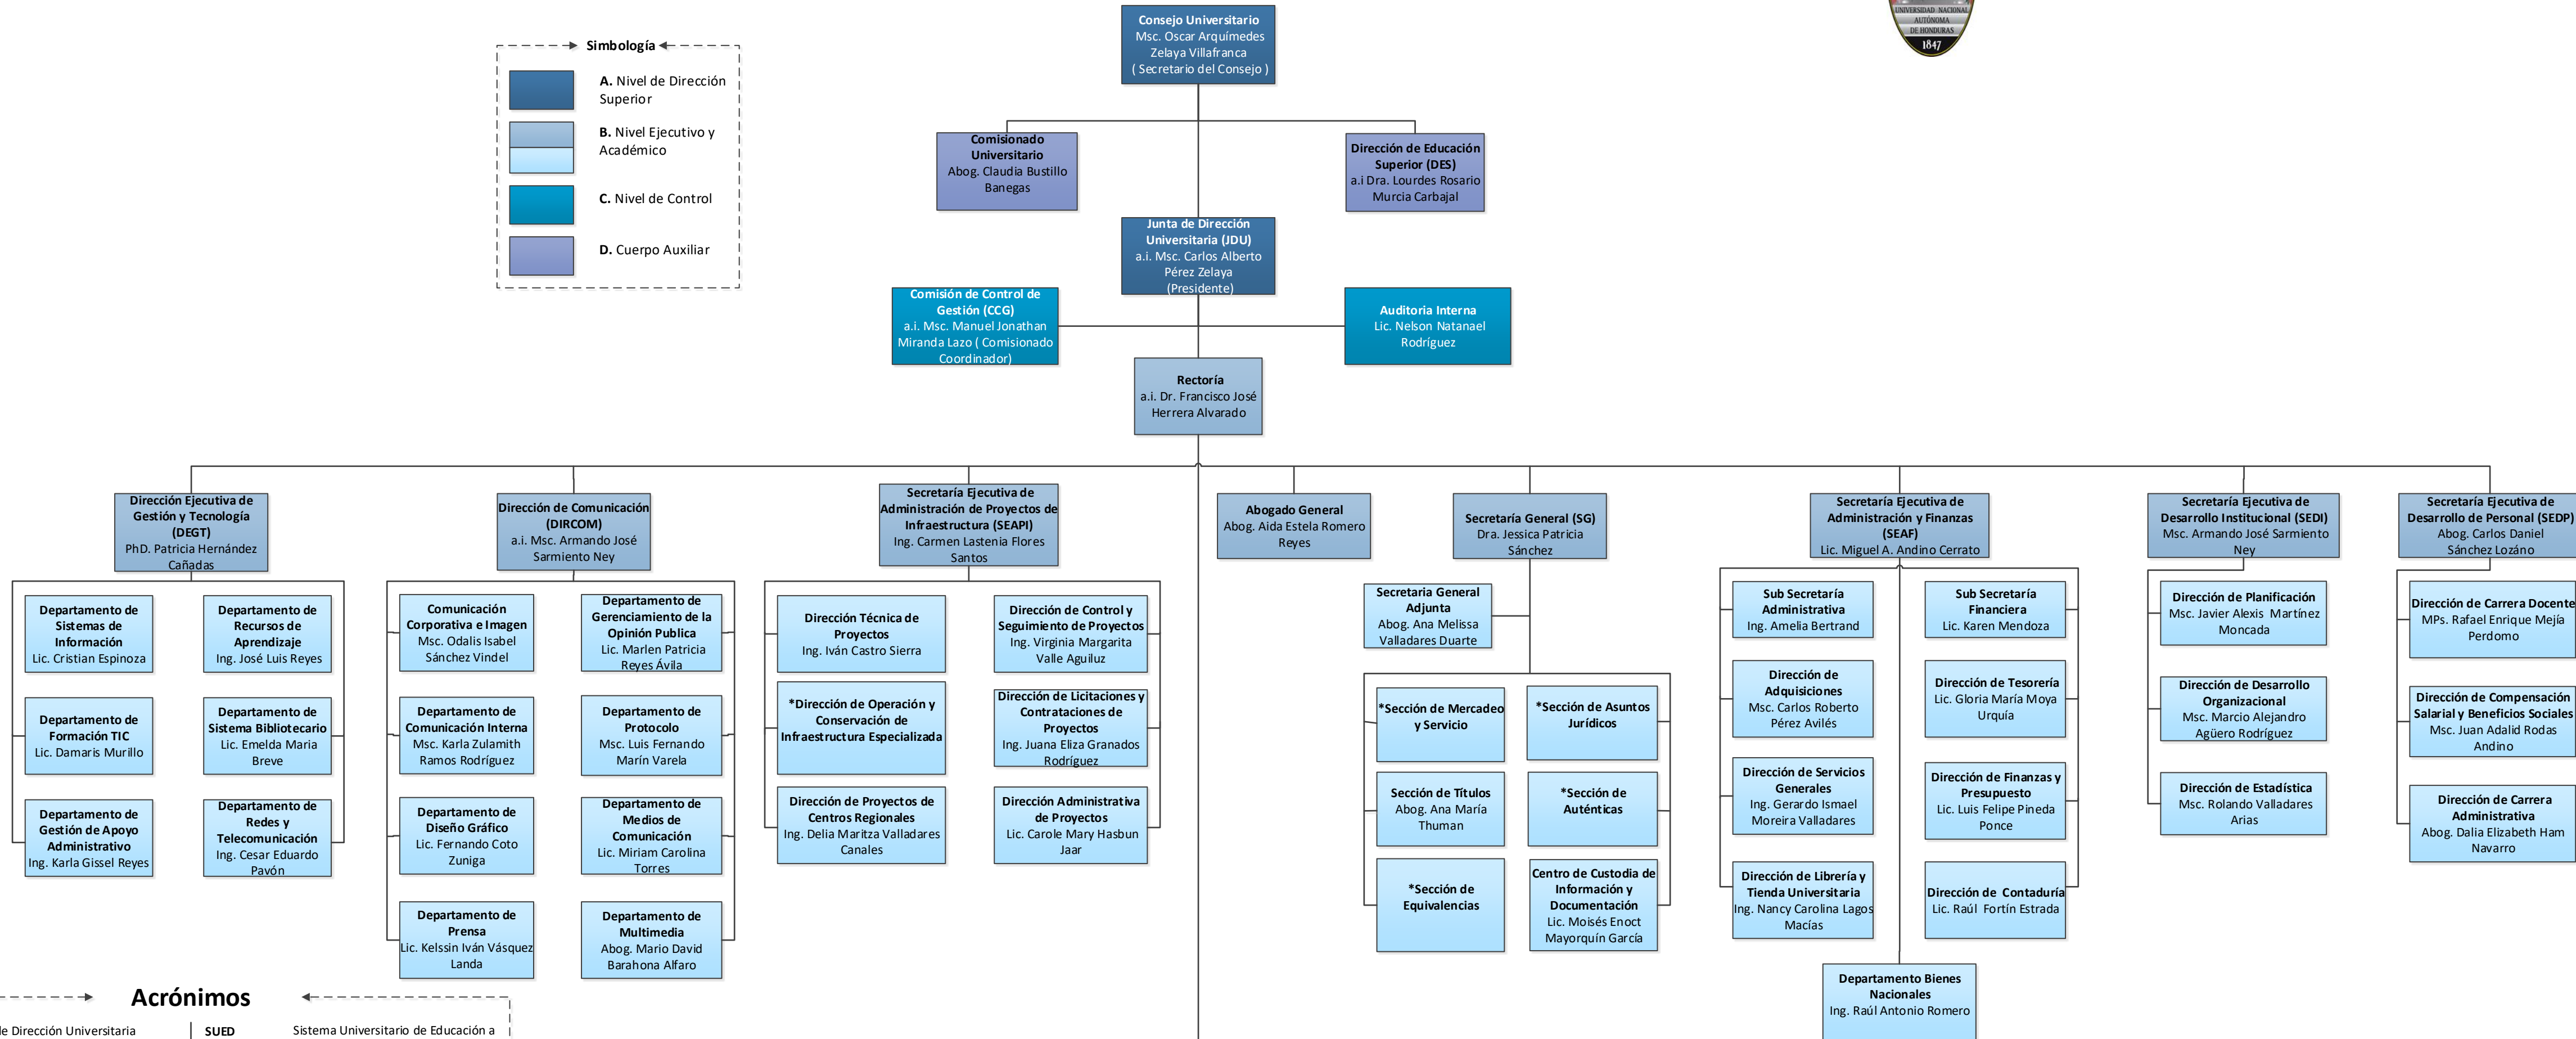 UNIVERSIDAD NACIONAL
AUTÓNOMA
DE HONDURAS
1847
Simbología
A. Nivel de Dirección
Superior
B. Nivel Ejecutivo y
Académico
C. Nivel de Control
D. Cuerpo Auxiliar
Consejo Universitario
Msc. Oscar Arquímedes
Zelaya Villafranca
( Secretario del Consejo )
Comisionado
Universitario
Abog. Claudia Bustillo
Banegas
Dirección de Educación
Superior (DES)
a.i Dra. Lourdes Rosario
Murcia Carbajal
Junta de Dirección
Universitaria (JDU)
a.i. Msc. Carlos Alberto
Pérez Zelaya
(Presidente)
Comisión de Control de
Gestión (CCG)
a.i. Msc. Manuel Jonathan
Miranda Lazo ( Comisionado
Coordinador)
Auditoria Interna
Lic. Nelson Natanael
Rodríguez
Rectoría
a.i. Dr. Francisco José
Herrera Alvarado
Dirección Ejecutiva de
Gestión y Tecnología
(DEGT)
PhD. Patricia Hernández
Cañadas
Dirección de Comunicación
(DIRCOM)
a.i. Msc. Armando José
Sarmiento Ney
Secretaría Ejecutiva de
Administración de Proyectos de
Infraestructura (SEAPI)
Ing. Carmen Lastenia Flores
Santos
Abogado General
Abog. Aida Estela Romero
Reyes
Secretaría General (SG)
Dra. Jessica Patricia
Sánchez
Secretaría Ejecutiva de
Administración y Finanzas
(SEAF)
Lic. Miguel A. Andino Cerrato
Secretaría Ejecutiva de
Desarrollo Institucional (SEDI)
Msc. Armando José Sarmiento
Ney
Secretaría Ejecutiva de
Desarrollo de Personal (SEDP)
Abog. Carlos Daniel
Sánchez Lozáno
Departamento de
Sistemas de
Información
Lic. Cristian Espinoza
Departamento de
Recursos de
Aprendizaje
Ing. José Luis Reyes
Departamento de
Formación TIC
Lic. Damaris Murillo
Departamento de
Sistema Bibliotecario
Lic. Emelda Maria
Breve
Departamento de
Gestión de Apoyo
Administrativo
Ing. Karla Gissel Reyes
Departamento de
Redes y
Telecomunicación
Ing. Cesar Eduardo
Pavón
Comunicación
Corporativa e Imagen
Msc. Odalis Isabel
Sánchez Vindel
Departamento de
Gerenciamiento de la
Opinión Publica
Lic. Marlen Patricia
Reyes Ávila
Departamento de
Comunicación Interna
Msc. Karla Zulamith
Ramos Rodríguez
Departamento de
Protocolo
Msc. Luis Fernando
Marín Varela
Departamento de
Diseño Gráfico
Lic. Fernando Coto
Zuniga
Departamento de
Medios de
Comunicación
Lic. Miriam Carolina
Torres
Departamento de
Prensa
Lic. Kelssin Iván Vásquez
Landa
Departamento de
Multimedia
Abog. Mario David
Barahona Alfaro
Dirección Técnica de
Proyectos
Ing. Iván Castro Sierra
Dirección de Control y
Seguimiento de Proyectos
Ing. Virginia Margarita
Valle Aguiluz
*Dirección de Operación y
Conservación de
Infraestructura Especializada
Dirección de Licitaciones y
Contrataciones de
Proyectos
Ing. Juana Eliza Granados
Rodríguez
Dirección de Proyectos de
Centros Regionales
Ing. Delia Maritza Valladares
Canales
Dirección Administrativa
de Proyectos
Lic. Carole Mary Hasbun
Jaar
Secretaria General
Adjunta
Abog. Ana Melissa
Valladares Duarte
*Sección de Mercadeo
y Servicio
*Sección de Asuntos
Jurídicos
Sección de Títulos
Abog. Ana María
Thuman
*Sección de
Auténticas
*Sección de
Equivalencias
Centro de Custodia de
Información y
Documentación
Lic. Moisés Enoct
Mayorquín García
Sub Secretaría
Administrativa
Ing. Amelia Bertrand
Sub Secretaría
Financiera
Lic. Karen Mendoza
Dirección de
Adquisiciones
Msc. Carlos Roberto
Pérez Avilés
Dirección de Tesorería
Lic. Gloria María Moya
Urquía
Dirección de Servicios
Generales
Ing. Gerardo Ismael
Moreira Valladares
Dirección de Finanzas y
Presupuesto
Lic. Luis Felipe Pineda
Ponce
Dirección de Librería y
Tienda Universitaria
Ing. Nancy Carolina Lagos
Macías
Dirección de Contaduría
Lic. Raúl Fortín Estrada
Departamento Bienes
Nacionales
Ing. Raúl Antonio Romero
Dirección de Planificación
Msc. Javier Alexis Martínez
Moncada
Dirección de Desarrollo
Organizacional
Msc. Marcio Alejandro
Agüero Rodríguez
Dirección de Estadística
Msc. Rolando Valladares
Arias
Dirección de Carrera Docente
MPs. Rafael Enrique Mejía
Perdomo
Dirección de Compensación
Salarial y Beneficios Sociales
Msc. Juan Adalid Rodas
Andino
Dirección de Carrera
Administrativa
Abog. Dalia Elizabeth Ham
Navarro
Acrónimos
de Dirección Universitaria
SUED
Sistema Universitario de Educación a